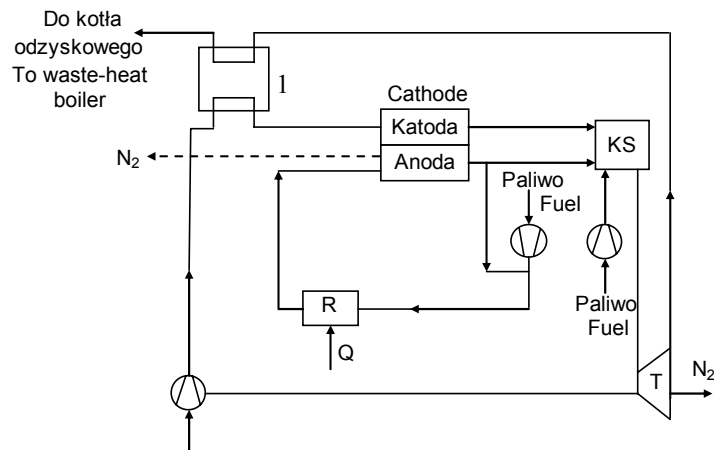 Do kotła
odzyskowego
To waste-heat
boiler
1
Cathode
Katoda
Anoda
KS
N2
Paliwo
Fuel
R
Q
Paliwo
Fuel
T
N2